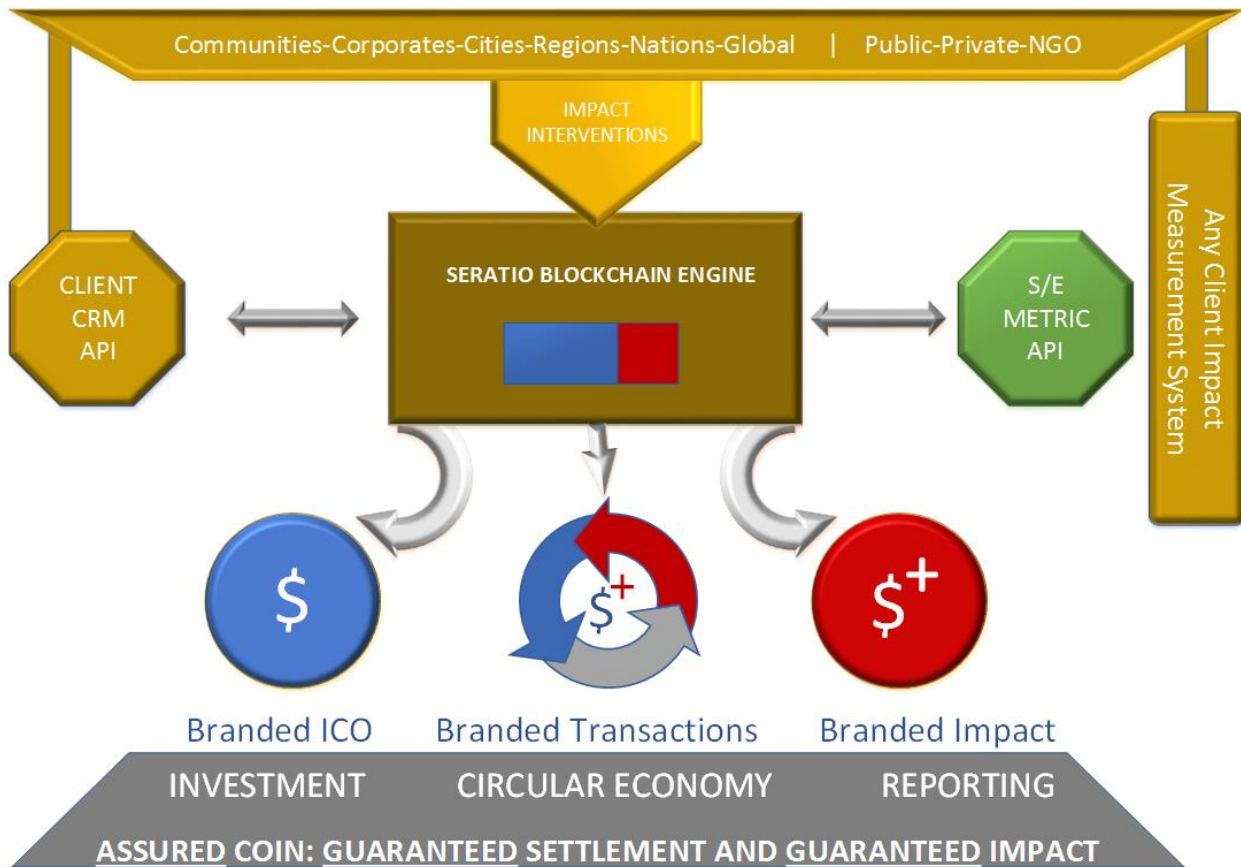 Communities-Corporates-Cities-Regions-Nations-Global | Public-Private-NGO
IMPACT
INTERVENTIONS
SERATIO BLOCKCHAIN ENGINE
CLIENT
CRM
API
S/E
METRIC
API
Any Client Impact
Measurement System
$
$+
$+
Branded ICO
Branded Transactions
Branded Impact
INVESTMENT
CIRCULAR ECONOMY
REPORTING
ASSURED COIN: GUARANTEED SETTLEMENT AND GUARANTEED IMPACT